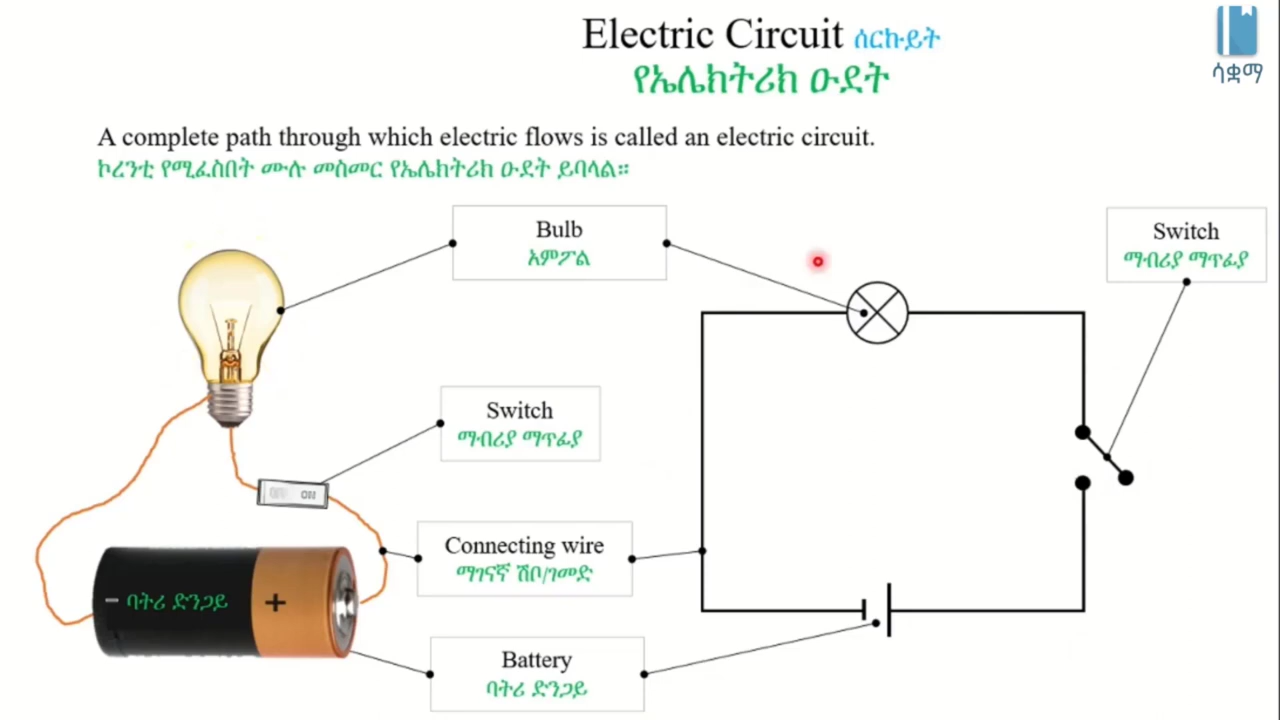 Electric Circuit ሰርኩይት
የኤሌክትሪክ ዑደት
ሳቋማ
A complete path through which electric flows is called an electric circuit.
ኮረንቲ የሚፈስበት ሙሉ መስመር የኤሌክትሪክ ዑደት ይባላል።
Bulb
አምፖል
Switch
ማብሪያ ማጥፊያ
Switch
ማብሪያ ማጥፊያ
ON
Connecting wire
ማገናኛ ሽቦ/ገመድ
− ባትሪ ድንጋይ +
Battery
ባትሪ ድንጋይ